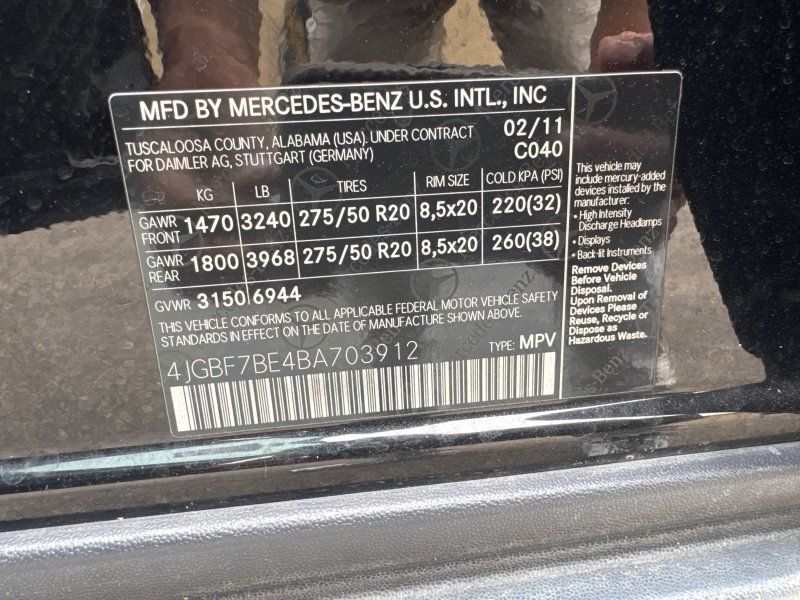 MFD BY MERCEDES-BENZ U.S. INTL., INC
TUSCALOOSA COUNTY, ALABAMA (USA). UNDER CONTRACT
FOR DAIMLER AG, STUTTGART (GERMANY)
02/11
C040
KG LB TIRES RIM SIZE COLD KPA (PSI)
GAWR FRONT 1470 3240 275/50 R20 8,5x20 220(32)
GAWR REAR 1800 3968 275/50 R20 8,5x20 260(38)
GVWR 3150 6944
THIS VEHICLE CONFORMS TO ALL APPLICABLE FEDERAL MOTOR VEHICLE SAFETY
STANDARDS IN EFFECT ON THE DATE OF MANUFACTURE SHOWN ABOVE.
4JGBF7BE4BA703912
TYPE: MPV
This vehicle may
include mercury-added
devices installed by the
manufacturer:
• High Intensity
Discharge Headlamps
• Displays
• Back-lit Instruments
Remove Devices
Before Vehicle
Disposal.
Upon Removal of
Devices Please
Reuse, Recycle or
Dispose as
Hazardous Waste.